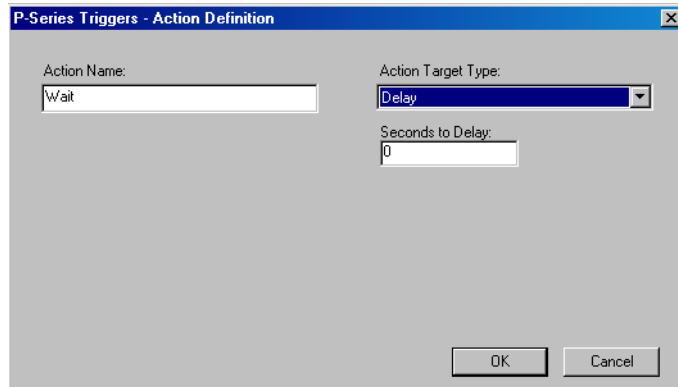 P-Series Triggers - Action Definition
Action Name:
Wait
Action Target Type:
Delay
Seconds to Delay:
0
OK
Cancel